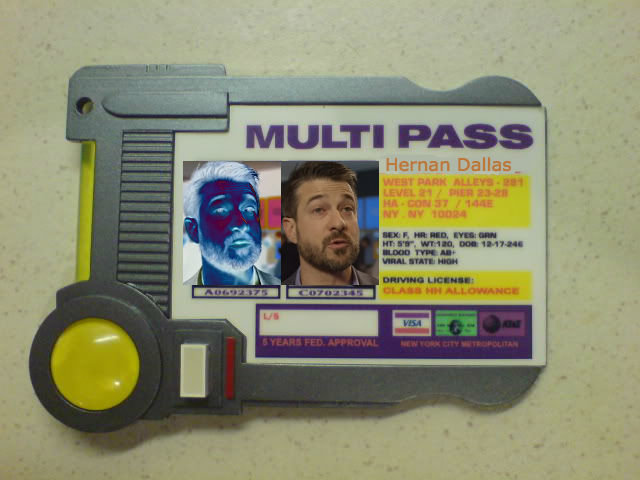 MULTI PASS
Hernan Dallas_
WEST PARK ALLEYS - 281
LEVEL 21 / PIER 23-28
HA - CON 37 / 144E
NY . NY 10024
SEX: F, HR: RED, EYES: GRN
HT: 5'9", WT:120, DOB: 12-17-246
BLOOD TYPE: AB+
VIRAL STATE: HIGH
DRIVING LICENSE:
CLASS HH ALLOWANCE
A0692375 C0702345
L/S
VISA AT&T
5 YEARS FED. APPROVAL NEW YORK CITY METROPOLITAN